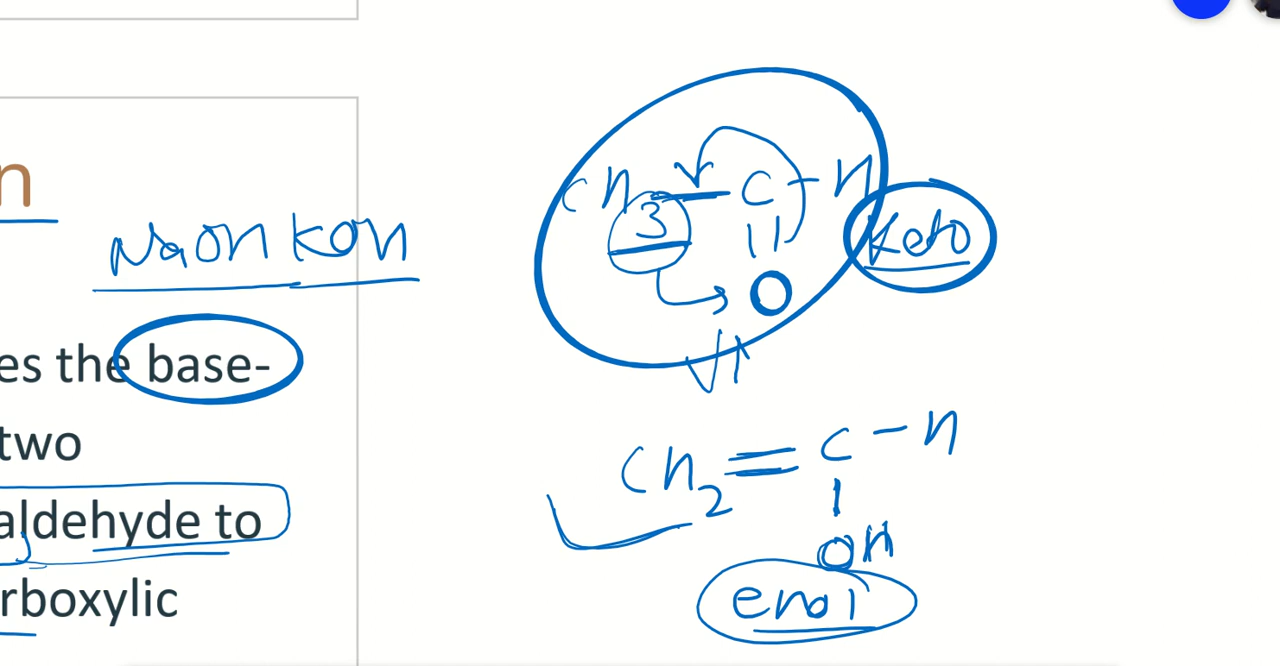 n
NaOH KOH
es the base-
two
aldehyde to
rboxylic
CH3 — C — H
||
O
Keto
CH2 = C — H
|
OH
enol